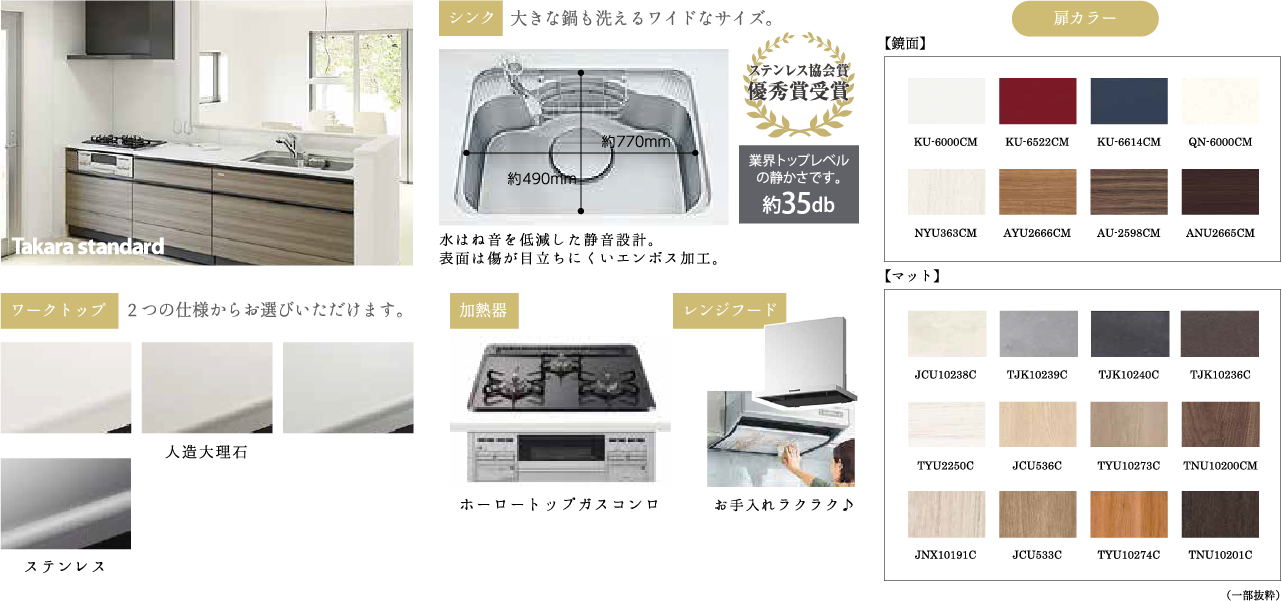 Takara standard
シンク 大きな鍋も洗えるワイドなサイズ。
約770mm
約490mm
ステンレス協会賞
優秀賞受賞
業界トップレベル
の静かさです。
約35db
水はね音を低減した静音設計。
表面は傷が目立ちにくいエンボス加工。
ワークトップ 2つの仕様からお選びいただけます。
人造大理石
ステンレス
加熱器
ホーロートップガスコンロ
レンジフード
お手入れラクラク♪
扉カラー
【鏡面】
KU-6000CM KU-6522CM KU-6614CM QN-6000CM
NYU363CM AYU2666CM AU-2598CM ANU2665CM
【マット】
JCU10238C TJK10239C TJK10240C TJK10236C
TYU2250C JCU536C TYU10273C TNU10200CM
JNX10191C JCU533C TYU10274C TNU10201C
（一部抜粋）